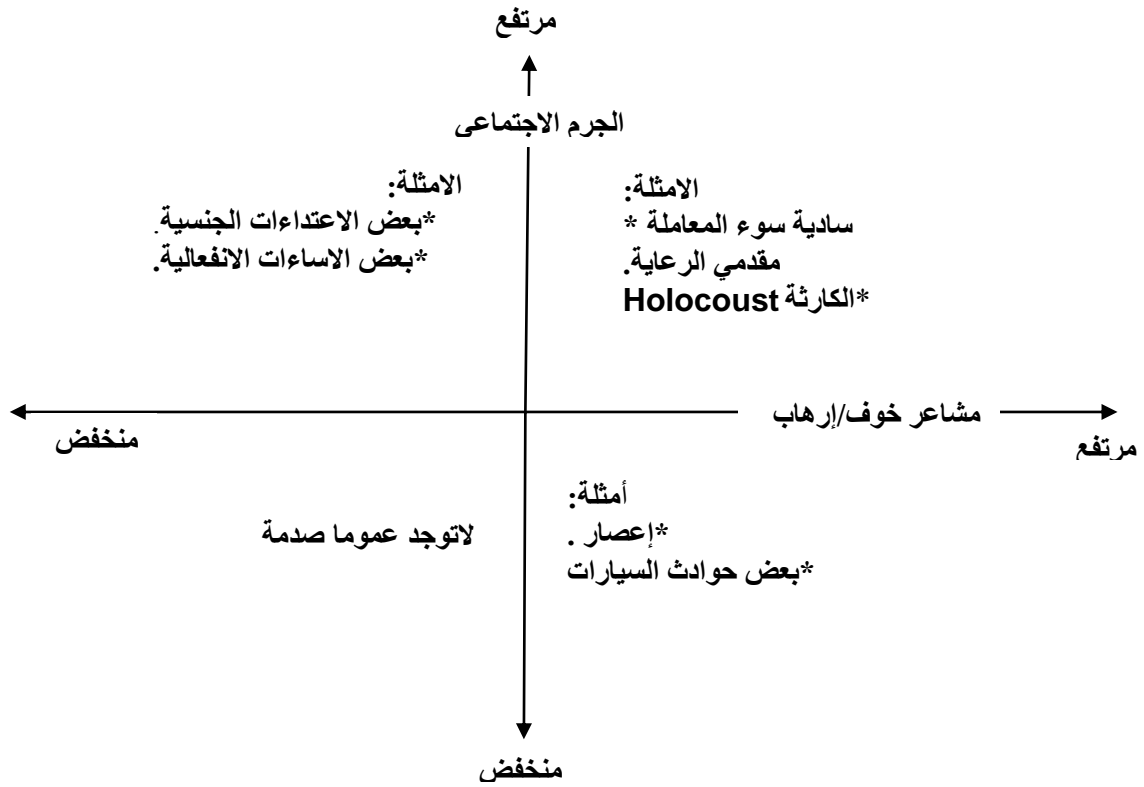 مرتفع
الجرم الاجتماعى
الامثلة:
سادية سوء المعاملة *
مقدمي الرعاية.
*الكارثة Holocoust
الامثلة:
*بعض الاعتداءات الجنسية.
*بعض الاساءات الانفعالية.
مشاعر خوف/إرهاب
مرتفع
منخفض
أمثلة:
*إعصار .
*بعض حوادث السيارات
لاتوجد عموما صدمة
منخفض